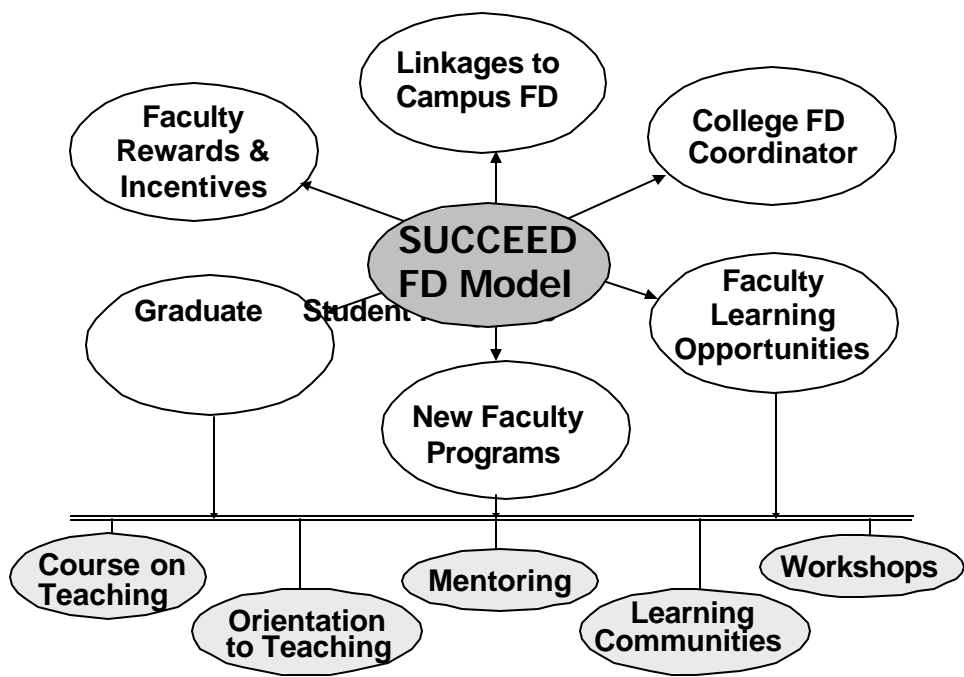 Linkages to
Campus FD
Faculty
Rewards &
Incentives
College FD
Coordinator
SUCCEED
FD Model
Faculty
Learning
Opportunities
Graduate Student
New Faculty
Programs
Course on
Teaching
Orientation
to Teaching
Mentoring
Learning
Communities
Workshops